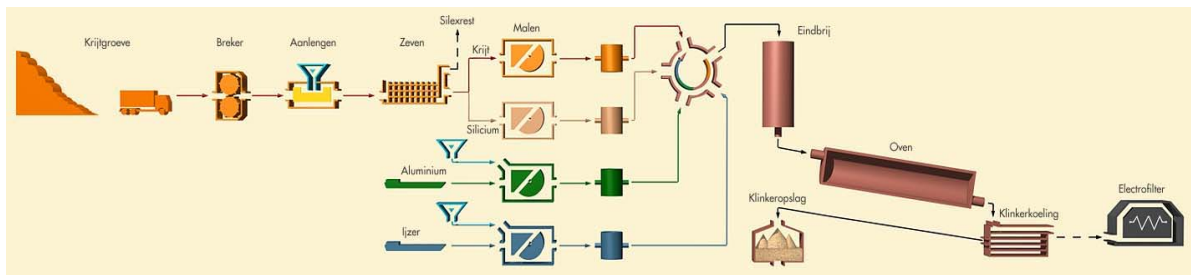 Silexrest
Krijtgroeve
Breker
Aanlengen
Zeven
Malen
Eindbrij
Krijt
Silicium
Aluminium
Oven
Klinkeropslag
Klinkerkoeling
Electrofilter
Ijzer